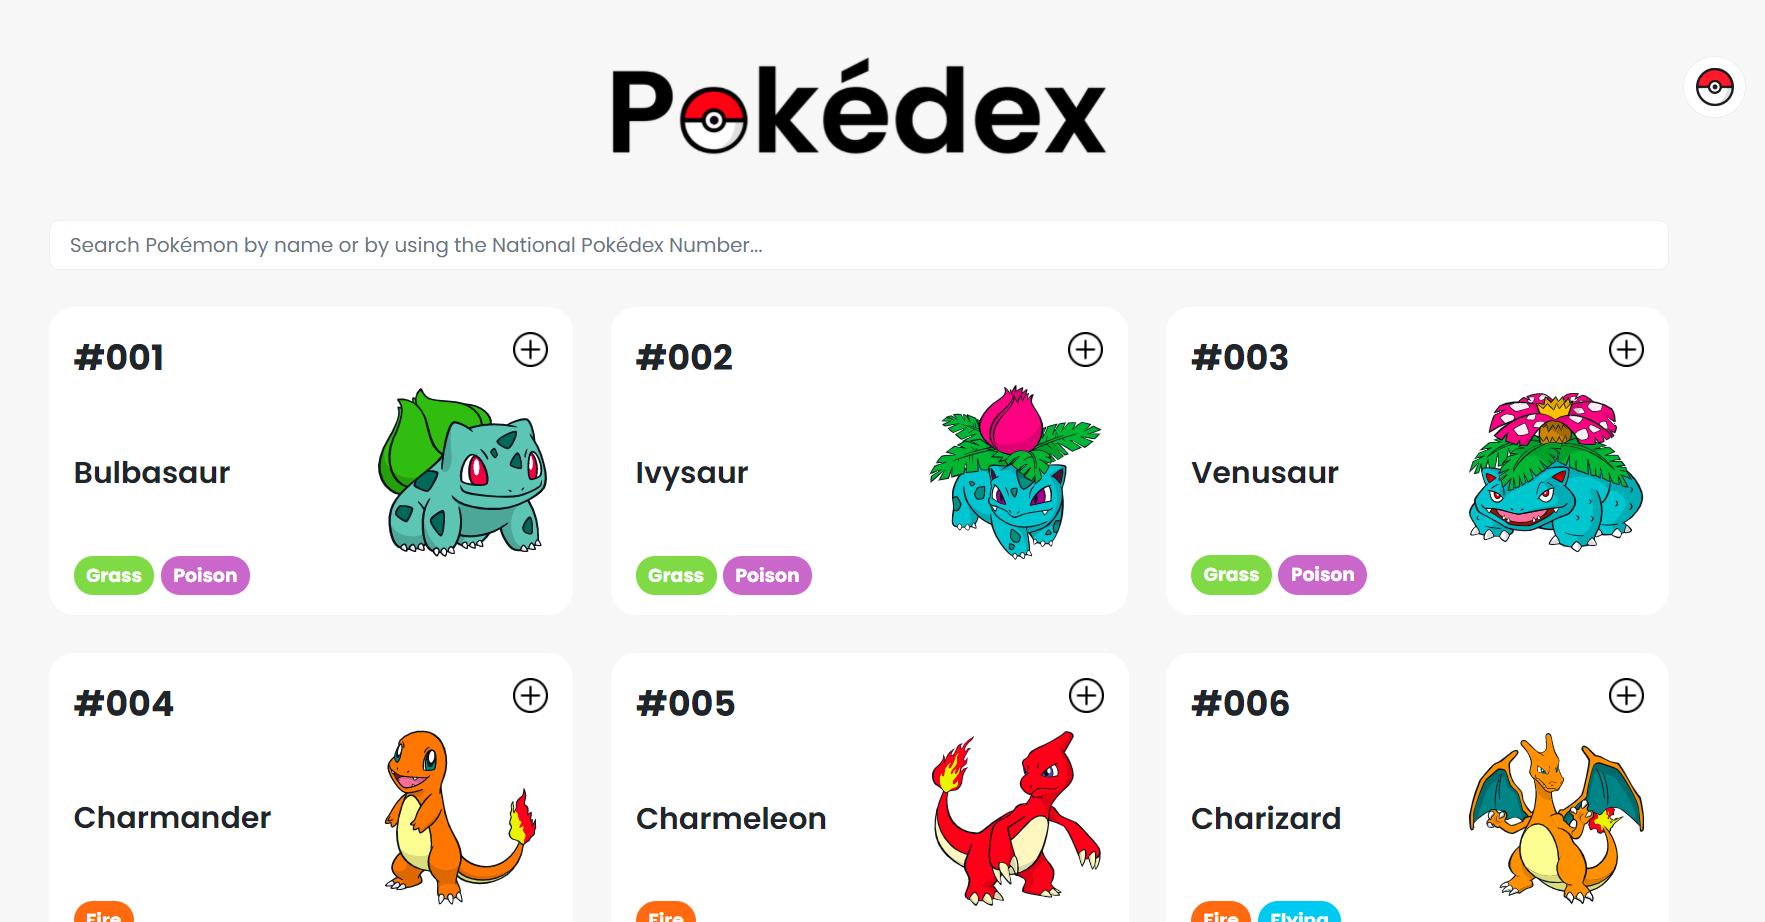 Pokédex
Search Pokémon by name or by using the National Pokédex Number...
#001
Bulbasaur
Grass Poison
#002
Ivysaur
Grass Poison
#003
Venusaur
Grass Poison
#004
Charmander
Fire
#005
Charmeleon
Fire
#006
Charizard
Fire Flying